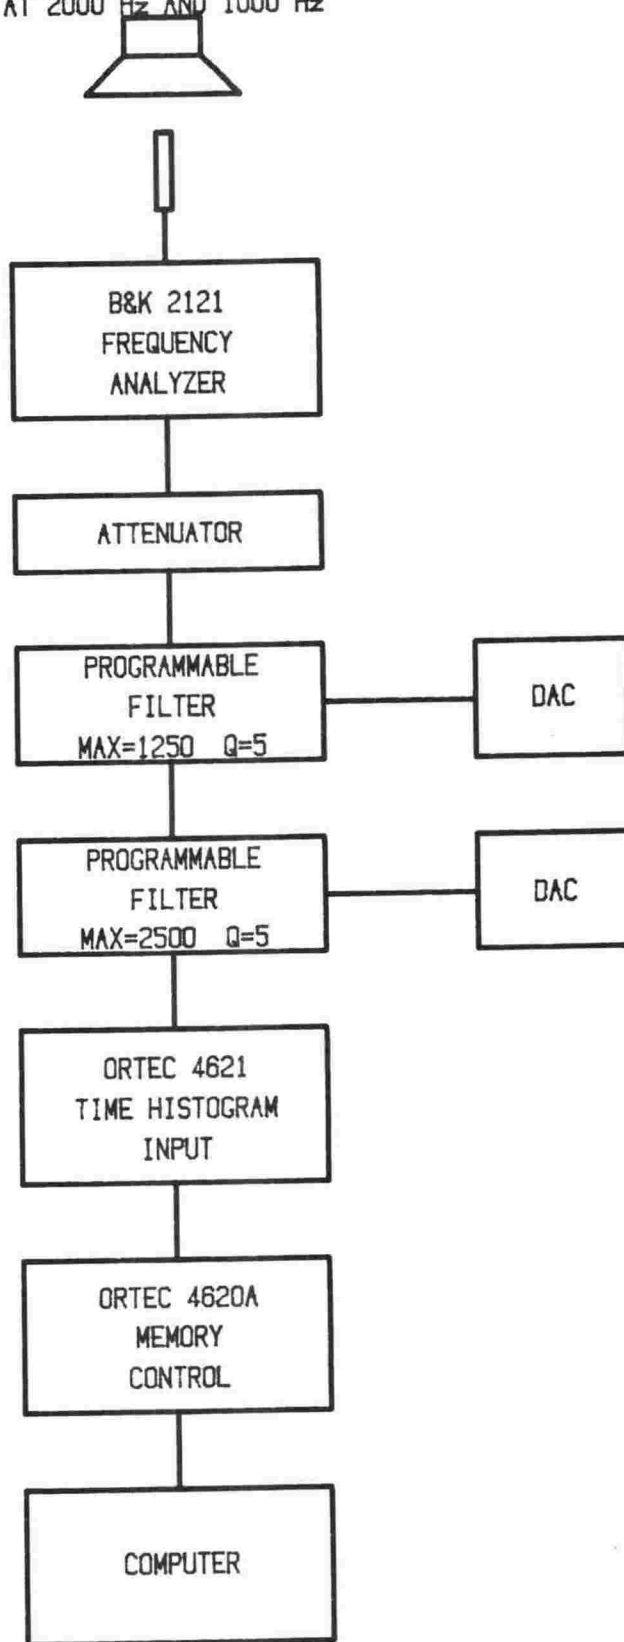 AT 2000 Hz AND 1000 Hz
B&K 2121
FREQUENCY
ANALYZER
ATTENUATOR
PROGRAMMABLE
FILTER
MAX=1250 Q=5
DAC
PROGRAMMABLE
FILTER
MAX=2500 Q=5
DAC
ORTEC 4621
TIME HISTOGRAM
INPUT
ORTEC 4620A
MEMORY
CONTROL
COMPUTER